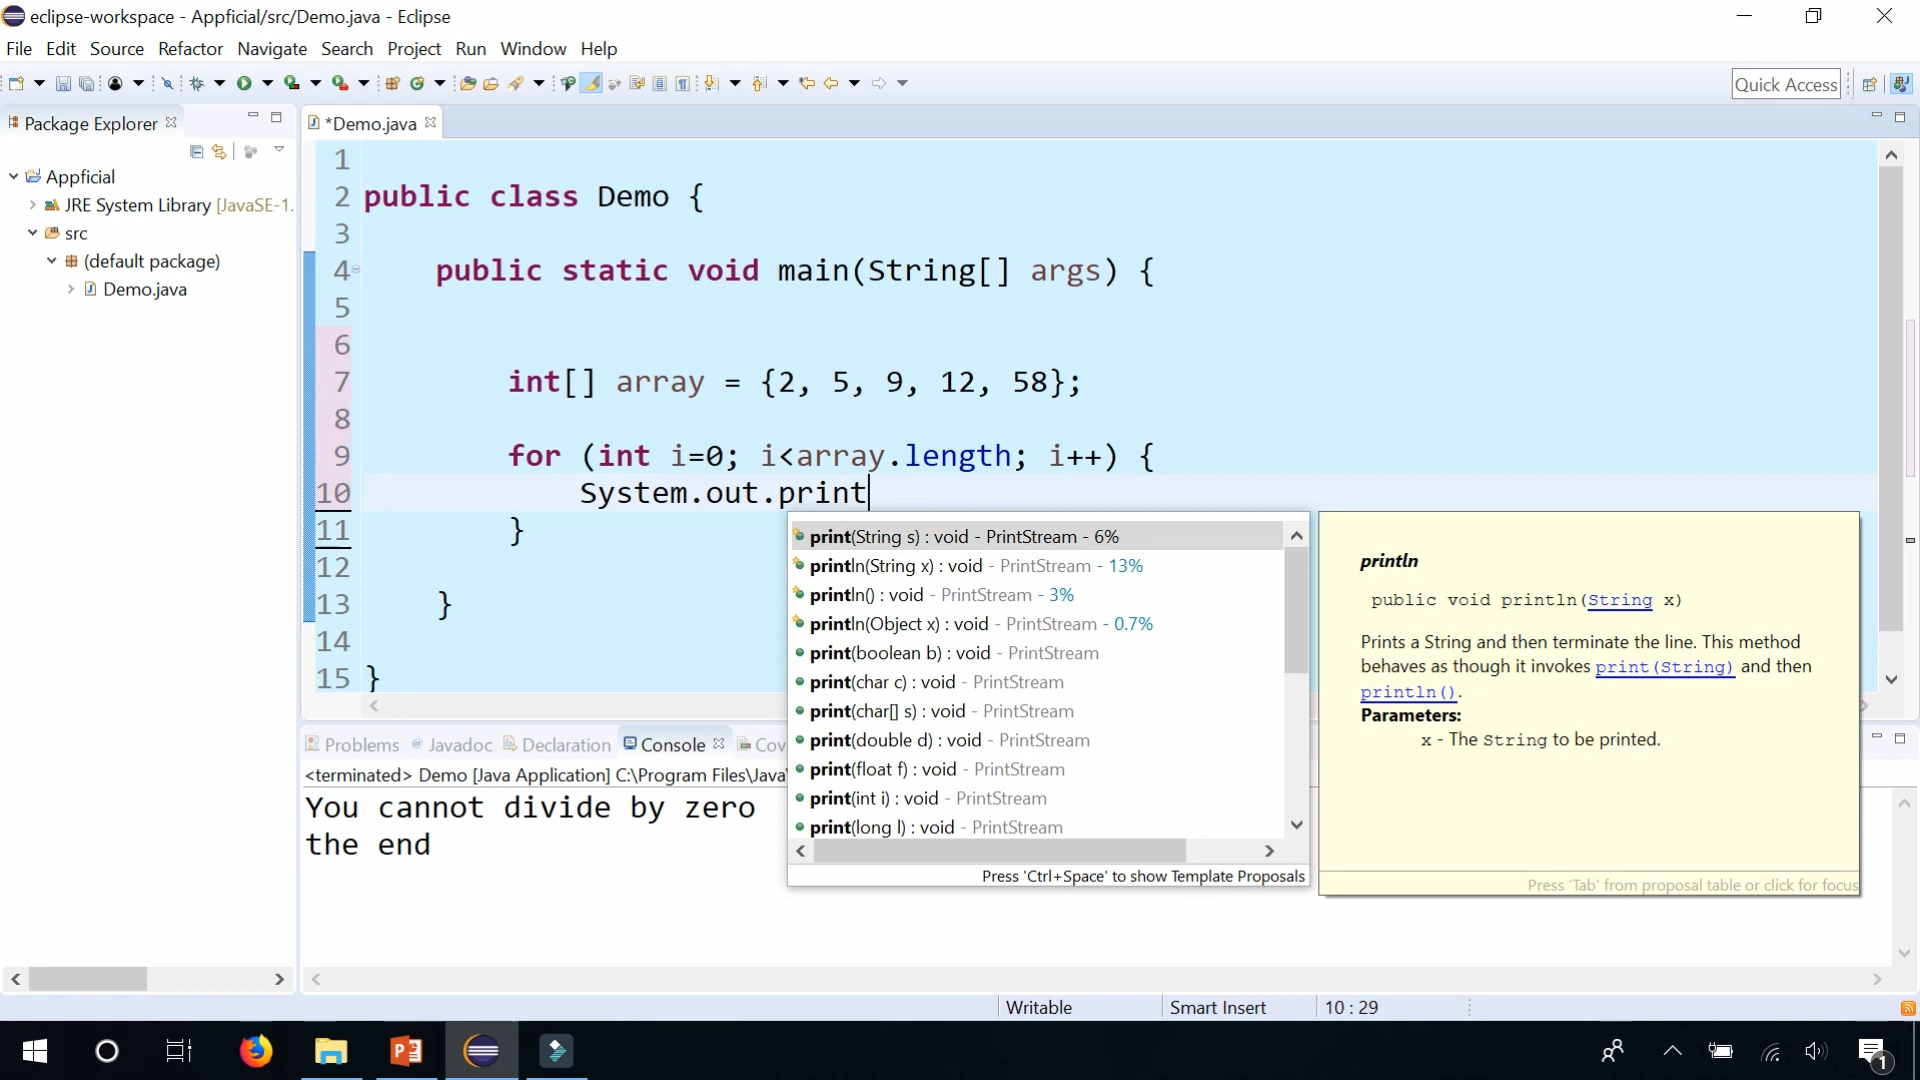 eclipse-workspace - Appficial/src/Demo.java - Eclipse
File Edit Source Refactor Navigate Search Project Run Window Help
Quick Access
Package Explorer
*Demo.java
Appficial
JRE System Library [JavaSE-1.
src
(default package)
Demo.java
1
2 public class Demo {
3
4 public static void main(String[] args) {
5
6
7 int[] array = {2, 5, 9, 12, 58};
8
9 for (int i=0; i<array.length; i++) {
10 System.out.print
11 }
12
13 }
14
15 }
print(String s) : void - PrintStream - 6%
println(String x) : void - PrintStream - 13%
println() : void - PrintStream - 3%
println(Object x) : void - PrintStream - 0.7%
print(boolean b) : void - PrintStream
print(char c) : void - PrintStream
print(char[] s) : void - PrintStream
print(double d) : void - PrintStream
print(float f) : void - PrintStream
print(int i) : void - PrintStream
print(long l) : void - PrintStream
Press 'Ctrl+Space' to show Template Proposals
println
public void println(String x)
Prints a String and then terminate the line. This method
behaves as though it invokes print(String) and then
println().
Parameters:
x - The String to be printed.
Press 'Tab' from proposal table or click for focus
Problems Javadoc Declaration Console Cov
<terminated> Demo [Java Application] C:\Program Files\Java\
You cannot divide by zero
the end
Writable Smart Insert 10 : 29
1